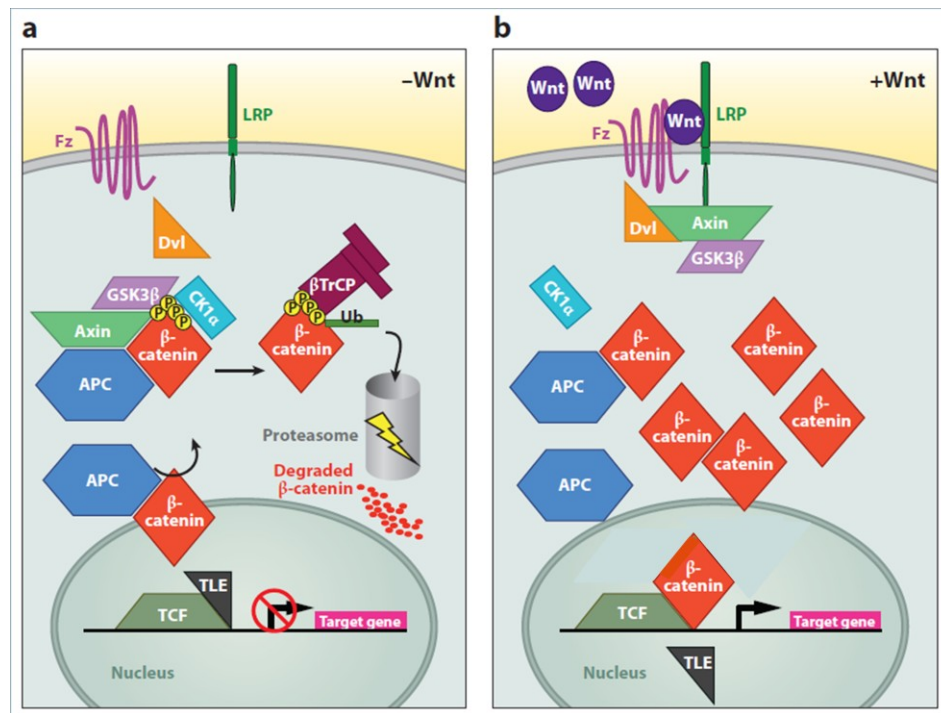 a
–Wnt
LRP
Fz
Dvl
GSK3β
P
P
P
P
P
CK1α
Axin
β-
catenin
APC
βTrCP
P
P
P
P
P
Ub
β-
catenin
Proteasome
Degraded
β-catenin
APC
β-
catenin
TLE
TCF
Target gene
Nucleus
b
+Wnt
Wnt
Wnt
Wnt
LRP
Fz
Dvl
Axin
GSK3β
CK1α
β-
catenin
β-
catenin
APC
β-
catenin
β-
catenin
β-
catenin
APC
β-
catenin
TCF
Target gene
TLE
Nucleus